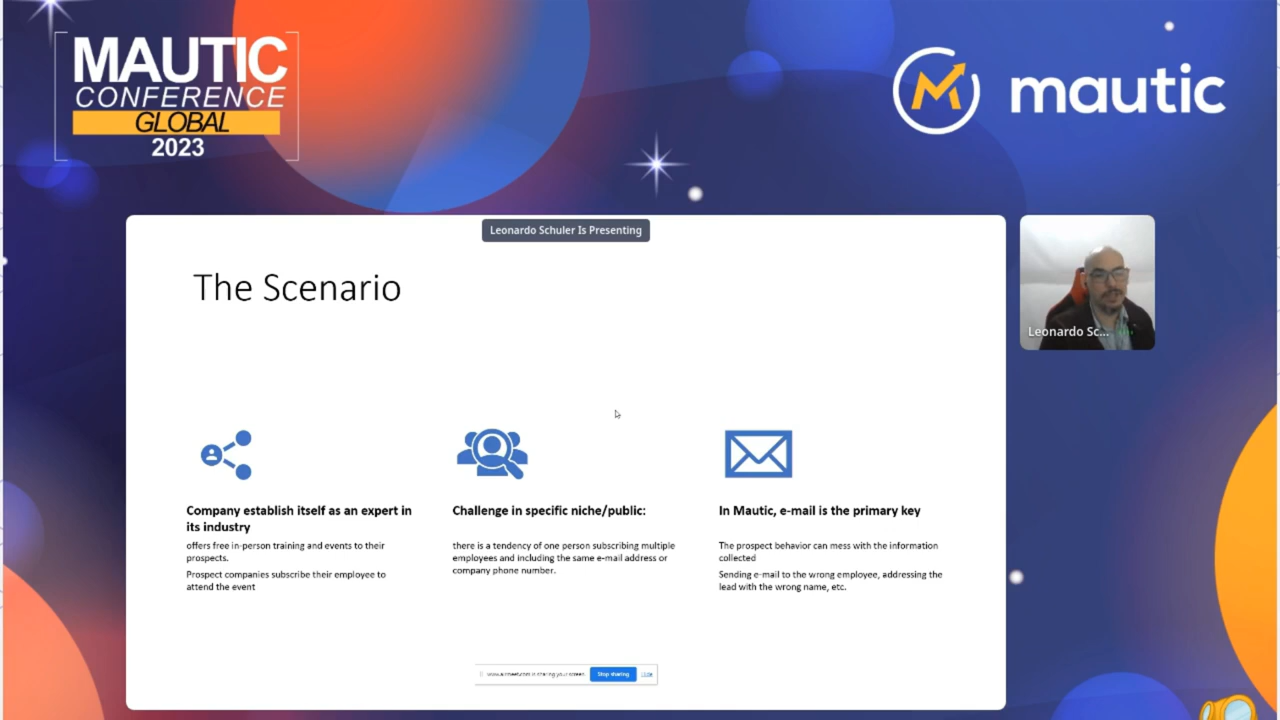 MAUTIC
CONFERENCE
GLOBAL
2023
mautic
Leonardo Schuler Is Presenting
The Scenario
Leonardo Sc...
Company establish itself as an expert in
its industry
offers free in-person training and events to their
prospects.
Prospect companies subscribe their employee to
attend the event
Challenge in specific niche/public:
there is a tendency of one person subscribing multiple
employees and including the same e-mail address or
company phone number.
In Mautic, e-mail is the primary key
The prospect behavior can mess with the information
collected
Sending e-mail to the wrong employee, addressing the
lead with the wrong name, etc.
is sharing your screen.
Stop sharing
Hide